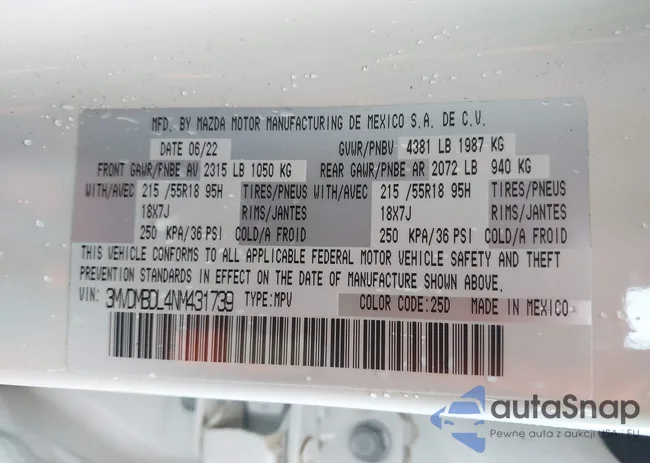 MFD. BY MAZDA MOTOR MANUFACTURING DE MEXICO S.A. DE C.V.
DATE 06/22 GVWR/PNBV 4381 LB 1987 KG
FRONT GAWR/PNBE AV 2315 LB 1050 KG REAR GAWR/PNBE AR 2072 LB 940 KG
WITH/AVEC 215 /55R18 95H TIRES/PNEUS WITH/AVEC 215 /55R18 95H TIRES/PNEUS
18X7J RIMS/JANTES 18X7J RIMS/JANTES
250 KPA/36 PSI COLD/A FROID 250 KPA/36 PSI COLD/A FROID
THIS VEHICLE CONFORMS TO ALL APPLICABLE FEDERAL MOTOR VEHICLE SAFETY AND THEFT
PREVENTION STANDARDS IN EFFECT ON THE DATE OF MANUFACTURE SHOWN ABOVE.
VIN: 3MVDMBDL4NM431739 TYPE:MPV COLOR CODE:25D MADE IN MEXICO
autaSnap
Pewne auta z aukcji USA i EU